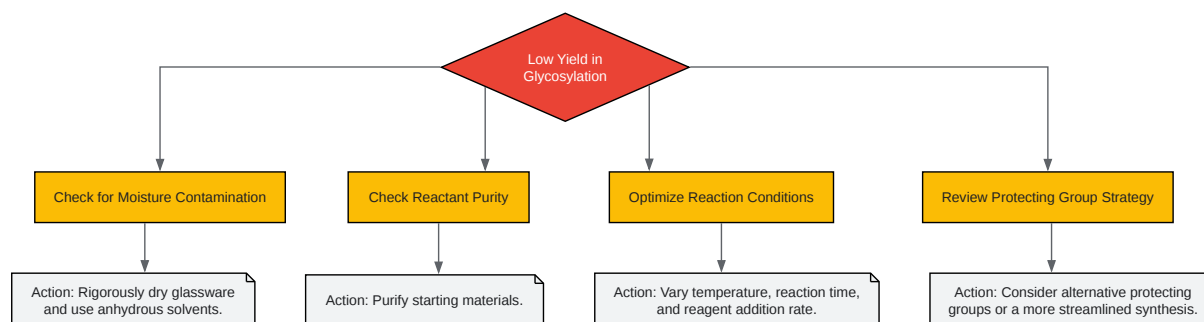 Low Yield in
Glycosylation
Check for Moisture Contamination
Check Reactant Purity
Optimize Reaction Conditions
Review Protecting Group Strategy
Action: Rigorously dry glassware
and use anhydrous solvents.
Action: Purify starting materials.
Action: Vary temperature, reaction time,
and reagent addition rate.
Action: Consider alternative protecting
groups or a more streamlined synthesis.